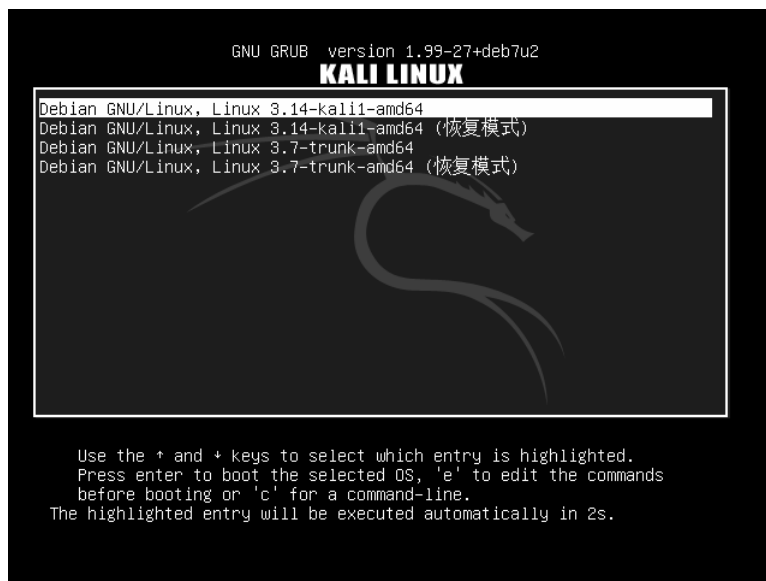 GNU GRUB  version 1.99-27+deb7u2
KALI LINUX
Debian GNU/Linux, Linux 3.14-kali1-amd64
Debian GNU/Linux, Linux 3.14-kali1-amd64 (恢复模式)
Debian GNU/Linux, Linux 3.7-trunk-amd64
Debian GNU/Linux, Linux 3.7-trunk-amd64 (恢复模式)
Use the ↑ and ↓ keys to select which entry is highlighted.
Press enter to boot the selected OS, 'e' to edit the commands
before booting or 'c' for a command-line.
The highlighted entry will be executed automatically in 2s.